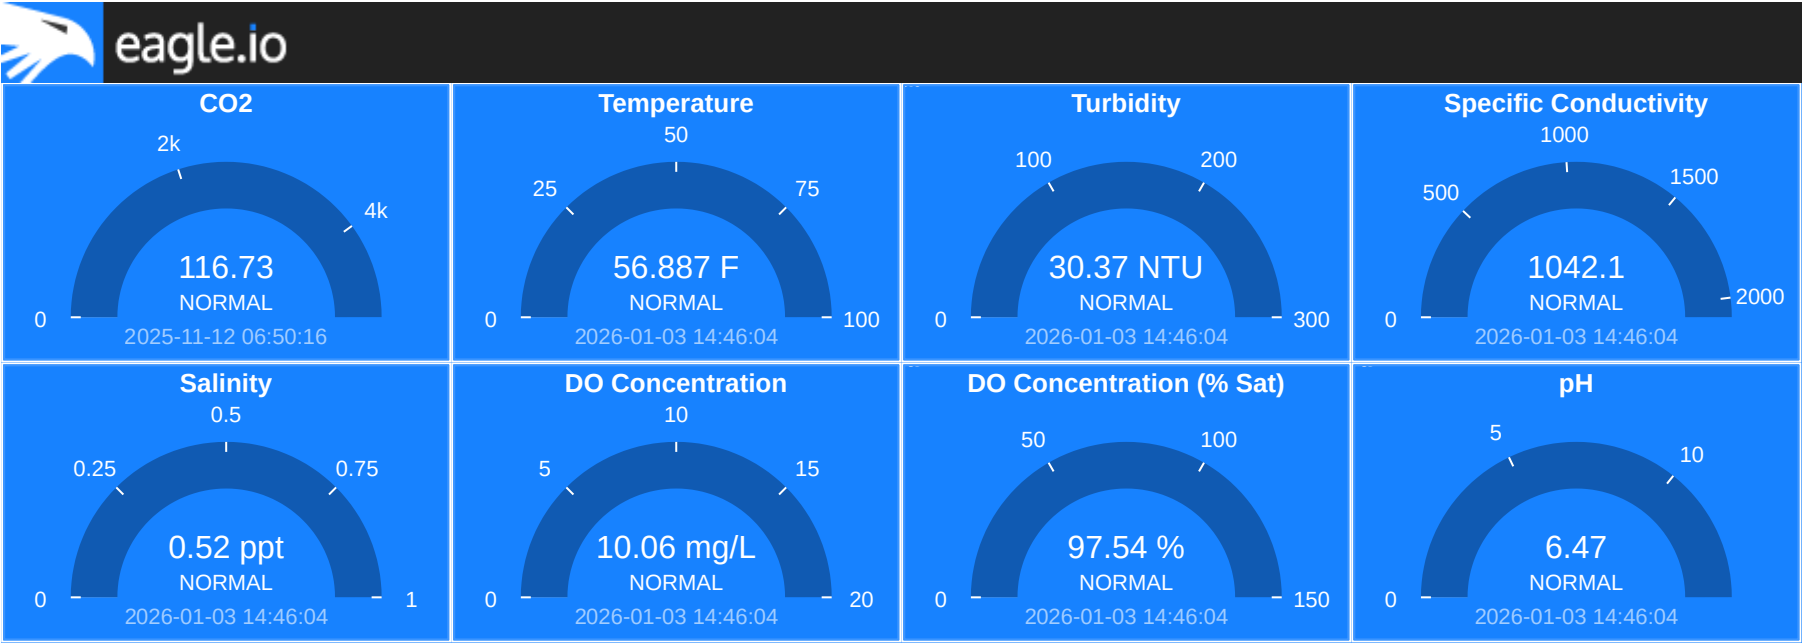 eagle.io
CO2
2k
4k
116.73
NORMAL
0
2025-11-12 06:50:16
Temperature
50
25
75
56.887 F
NORMAL
0
100
2026-01-03 14:46:04
Turbidity
100
200
30.37 NTU
NORMAL
0
300
2026-01-03 14:46:04
Specific Conductivity
1000
1500
500
1042.1
NORMAL
2000
0
2026-01-03 14:46:04
Salinity
0.5
0.25
0.75
0.52 ppt
NORMAL
0
1
2026-01-03 14:46:04
DO Concentration
10
5
15
10.06 mg/L
NORMAL
0
20
2026-01-03 14:46:04
DO Concentration (% Sat)
50
100
97.54 %
NORMAL
0
150
2026-01-03 14:46:04
pH
5
10
6.47
NORMAL
0
2026-01-03 14:46:04